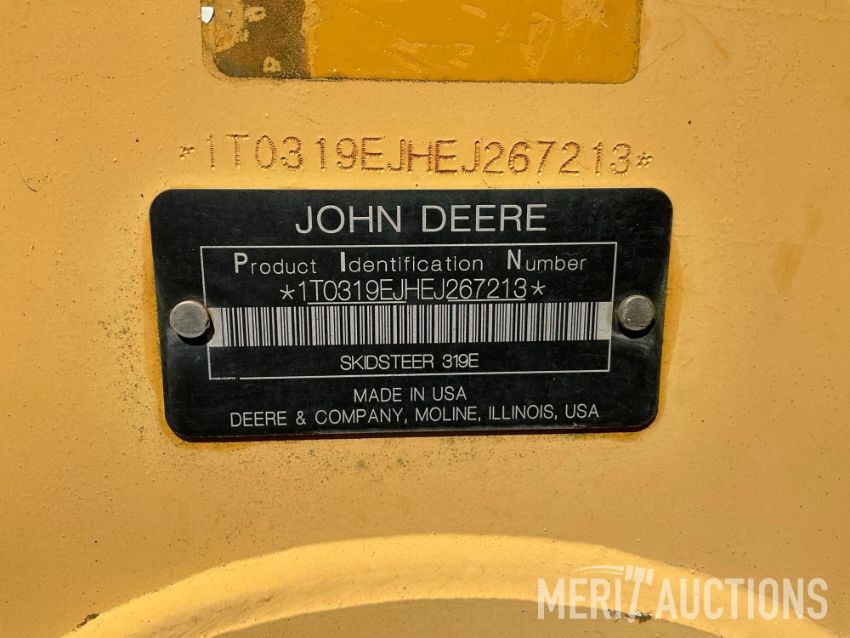 *1T0319EJHEJ267213*
JOHN DEERE
Product Identification Number
*1T0319EJHEJ267213*
SKIDSTEER 319E
MADE IN USA
DEERE & COMPANY, MOLINE, ILLINOIS, USA
MERIT AUCTIONS